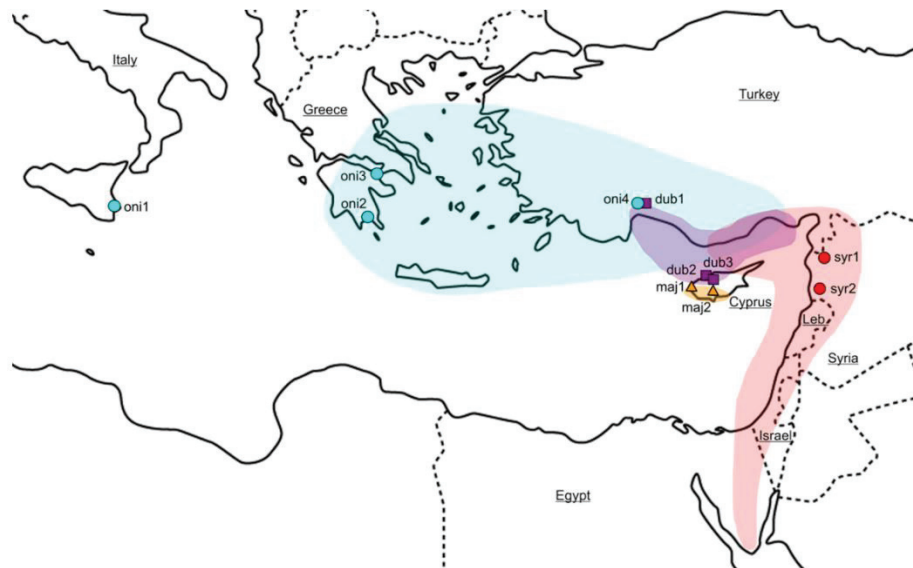 Italy
Greece
Turkey
oni3
oni1
oni2
oni4
dub1
dub2
dub3
maj1
maj2
Cyprus
syr1
syr2
Leb.
Syria
Israel
Egypt